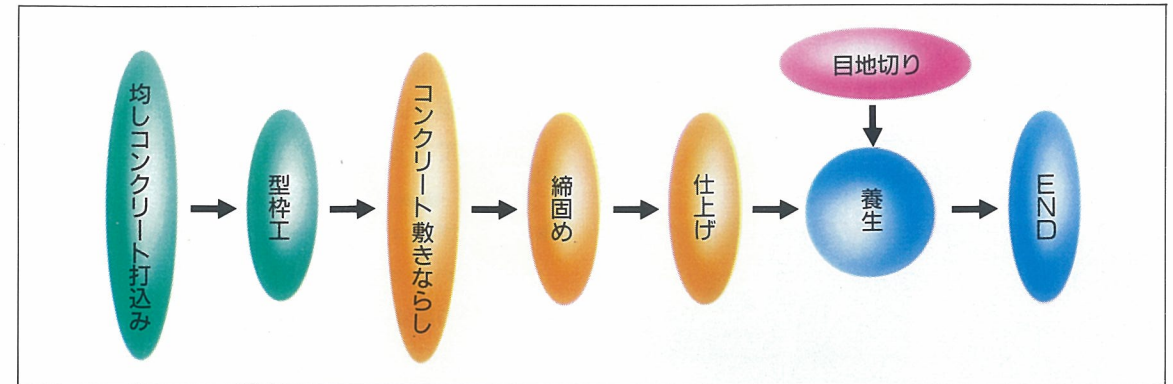 均しコンクリート打込み
型枠工
コンクリート敷きならし
締固め
仕上げ
目地切り
養生
END